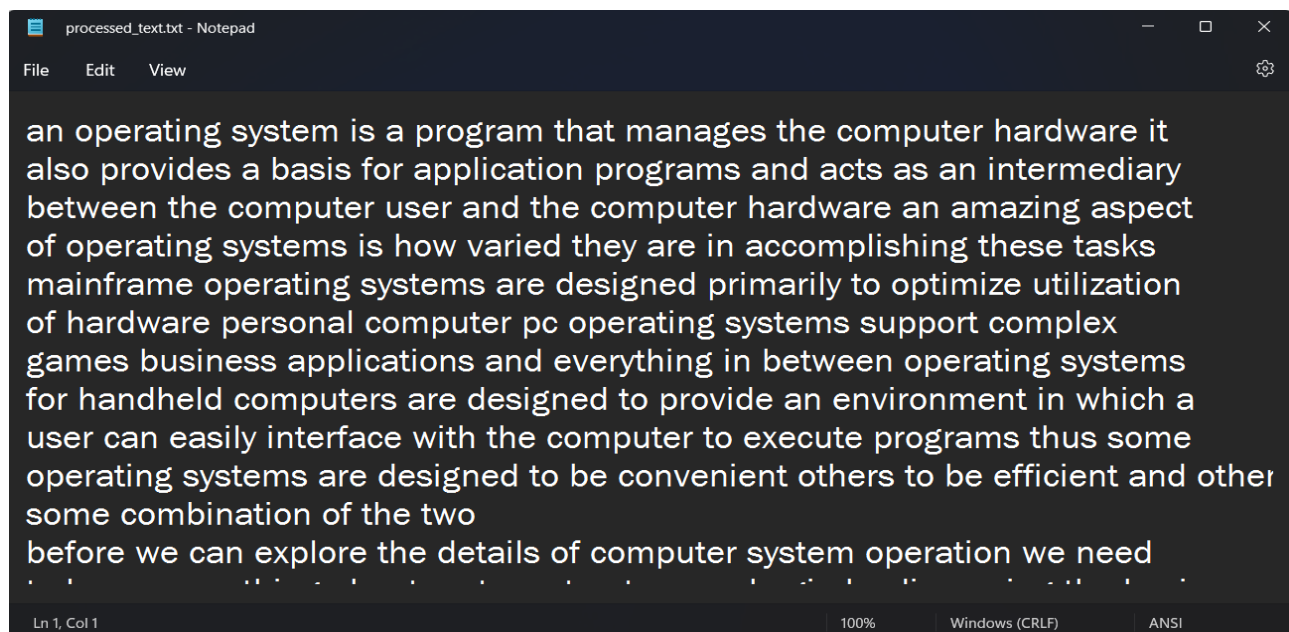 processed_text.txt - Notepad
File Edit View
an operating system is a program that manages the computer hardware it
also provides a basis for application programs and acts as an intermediary
between the computer user and the computer hardware an amazing aspect
of operating systems is how varied they are in accomplishing these tasks
mainframe operating systems are designed primarily to optimize utilization
of hardware personal computer pc operating systems support complex
games business applications and everything in between operating systems
for handheld computers are designed to provide an environment in which a
user can easily interface with the computer to execute programs thus some
operating systems are designed to be convenient others to be efficient and other
some combination of the two
before we can explore the details of computer system operation we need
Ln 1, Col 1 100% Windows (CRLF) ANSI